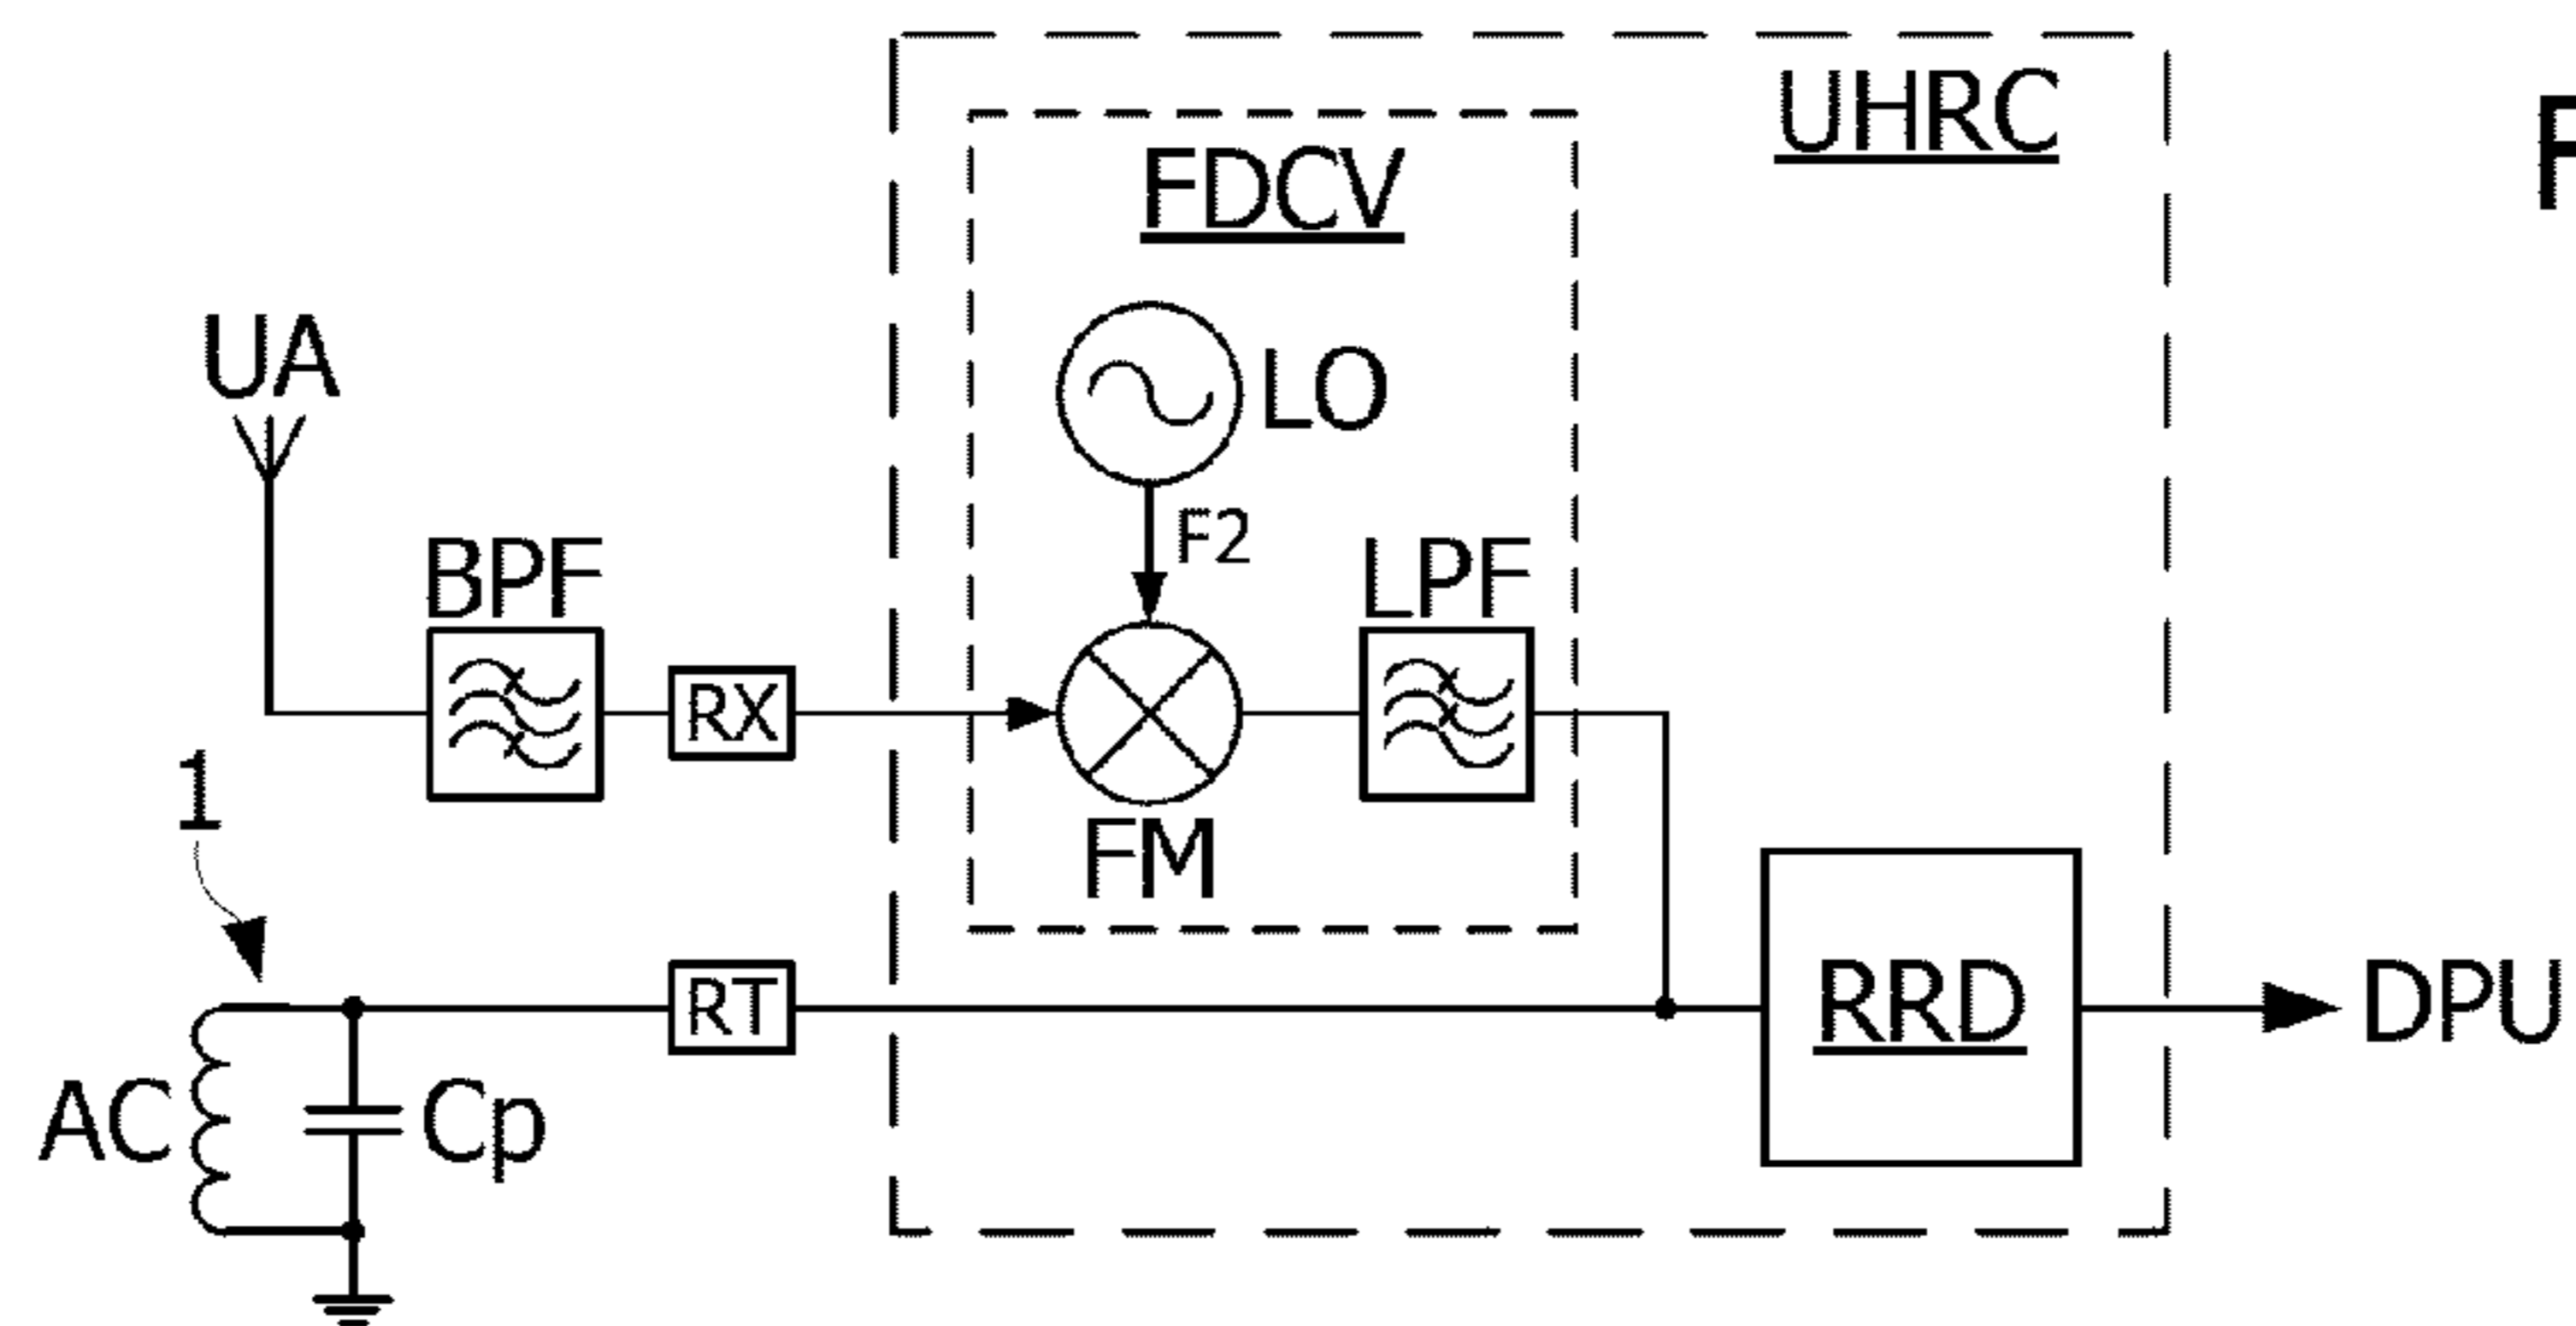 UHRC
F
FDCV
UA
LO
F2
BPF
LPF
RX
1
FM
RT
RRD
DPU
AC
Cp